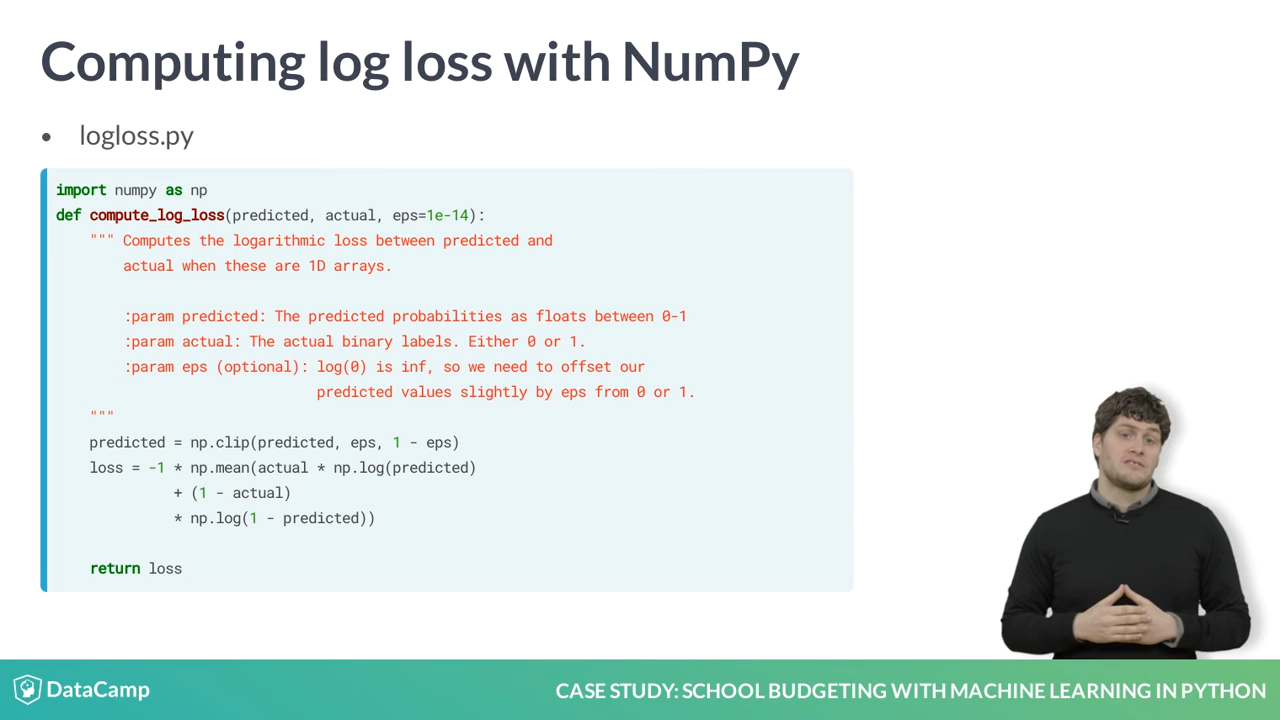 Computing log loss with NumPy
• logloss.py
import numpy as np
def compute_log_loss(predicted, actual, eps=1e-14):
    """ Computes the logarithmic loss between predicted and
        actual when these are 1D arrays.

        :param predicted: The predicted probabilities as floats between 0-1
        :param actual: The actual binary labels. Either 0 or 1.
        :param eps (optional): log(0) is inf, so we need to offset our
                               predicted values slightly by eps from 0 or 1.
    """
    predicted = np.clip(predicted, eps, 1 - eps)
    loss = -1 * np.mean(actual * np.log(predicted)
              + (1 - actual)
              * np.log(1 - predicted))

    return loss
DataCamp
CASE STUDY: SCHOOL BUDGETING WITH MACHINE LEARNING IN PYTHON